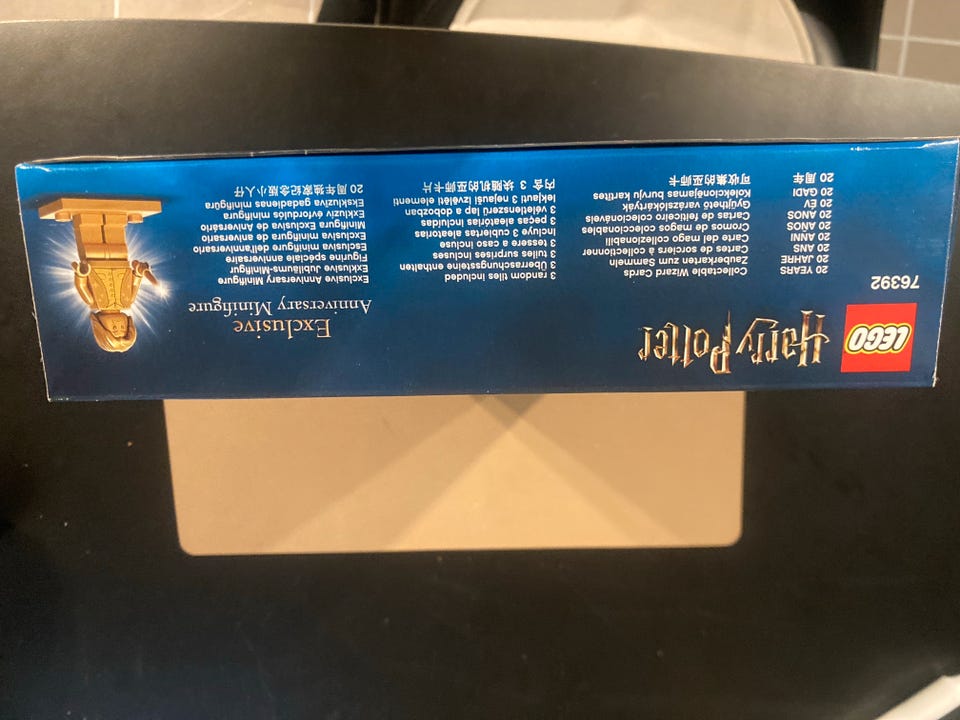 LEGO
Harry Potter
76392
20 YEARS
20 JAHRE
20 ANS
20 ANNI
20 AÑOS
20 ANOS
20 ÉV
20 GADI
20 周年
Collectable Wizard Cards
Zauberkarten zum Sammeln
Cartes de sorciers à collectionner
Carte del mago collezionabili
Cromos de magos coleccionables
Cartas de feiticeiro colecionáveis
Gyűjthető varázslókártyák
Kolekcionējamas burvju kartītes
可收集的巫师卡
3 random tiles included
3 Überraschungssteine enthalten
3 tuiles surprises incluses
3 tessere a caso incluse
Incluye 3 cubiertas aleatorias
3 peças aleatórias incluídas
3 véletlenszerű lap a dobozban
Iekļauti 3 nejauši izvēlēti elementi
内含 3 块随机的巫师卡片
Exclusive
Anniversary Minifigure
Exclusive Anniversary Minifigure
Exklusive Jubiläums-Minifigur
Figurine spéciale anniversaire
Esclusiva minifigure dell'anniversario
Exclusiva minifigura de aniversario
Minifigura Exclusiva de Aniversário
Exkluzív évfordulós minifigura
Ekskluzīva gadadienas minifigūra
20 周年独家纪念版小人仔